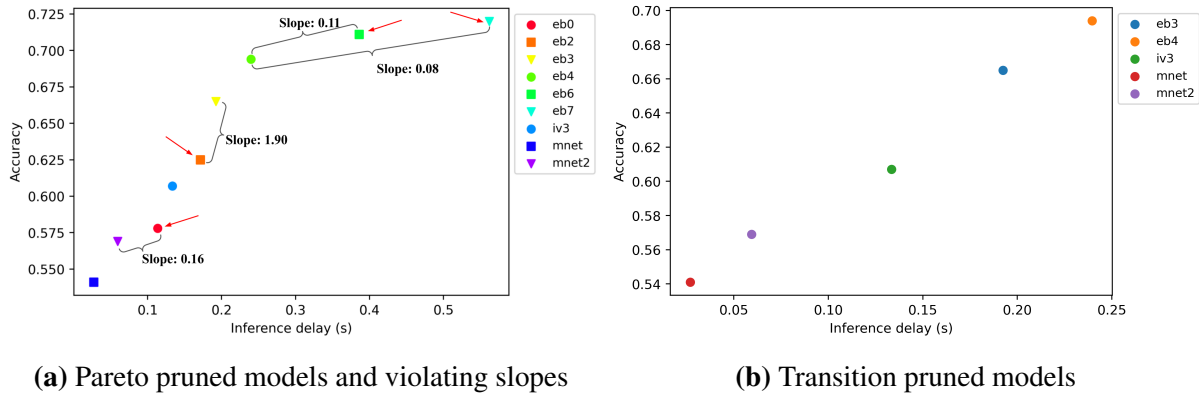 0.725
0.700
0.675
0.650
0.625
0.600
0.575
0.550
Accuracy
0.1
0.2
0.3
0.4
0.5
Inference delay (s)
Slope: 0.11
Slope: 0.08
Slope: 1.90
Slope: 0.16
eb0
eb2
eb3
eb4
eb6
eb7
iv3
mnet
mnet2
(a) Pareto pruned models and violating slopes
0.70
0.68
0.66
0.64
0.62
0.60
0.58
0.56
0.54
Accuracy
0.05
0.10
0.15
0.20
0.25
Inference delay (s)
eb3
eb4
iv3
mnet
mnet2
(b) Transition pruned models